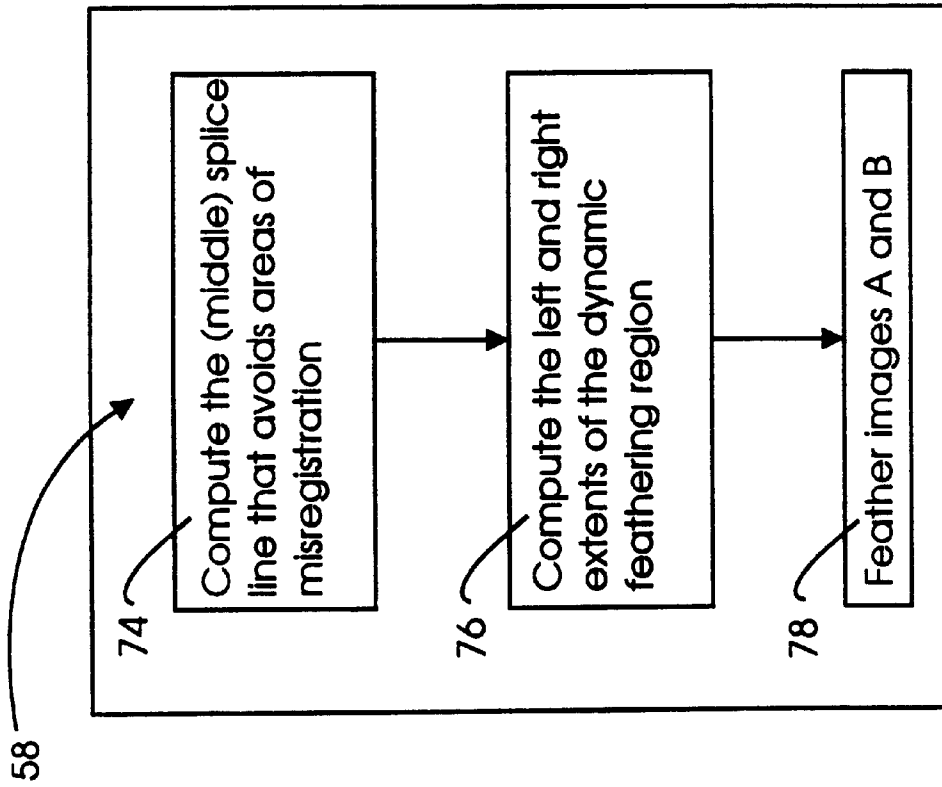 58
74
Compute the (middle) splice
line that avoids areas of
misregistration
76
Compute the left and right
extents of the dynamic
feathering region
78
Feather images A and B